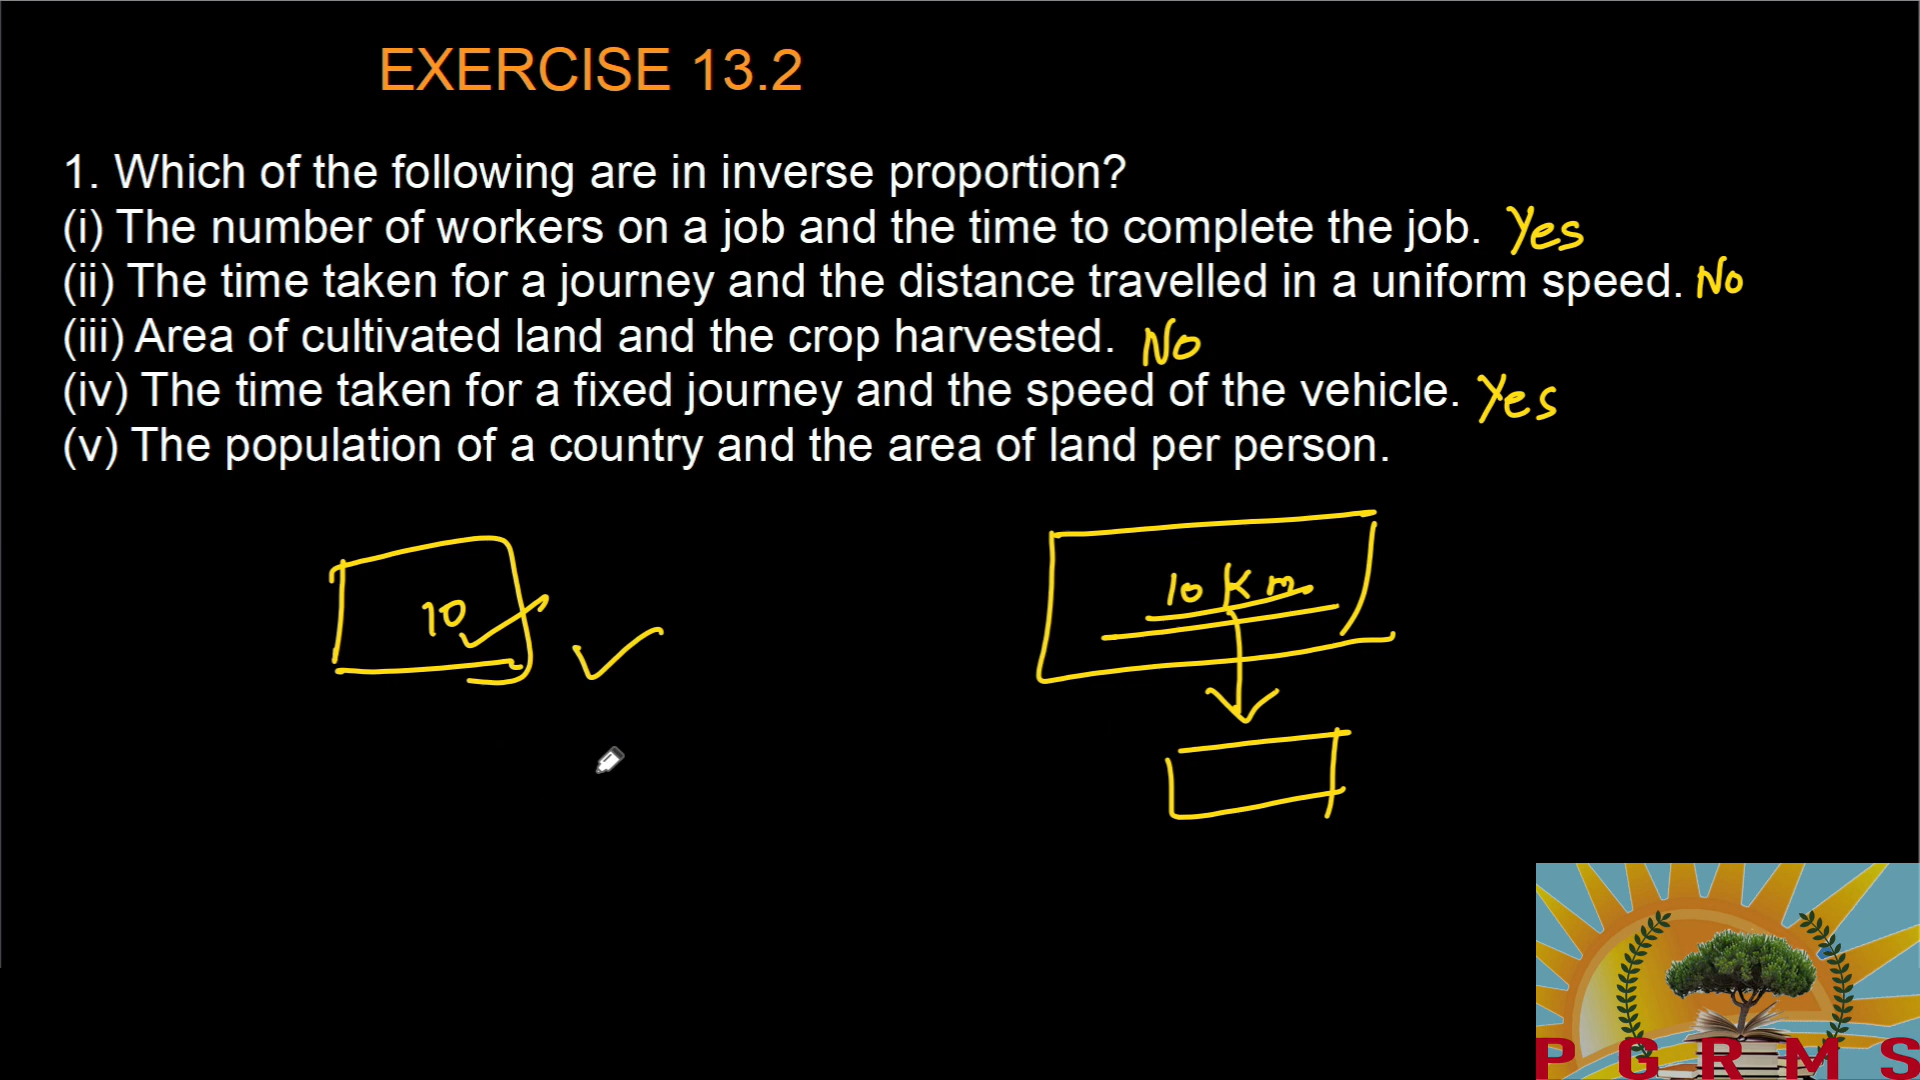 EXERCISE 13.2
1. Which of the following are in inverse proportion?
(i) The number of workers on a job and the time to complete the job. Yes
(ii) The time taken for a journey and the distance travelled in a uniform speed. No
(iii) Area of cultivated land and the crop harvested. No
(iv) The time taken for a fixed journey and the speed of the vehicle. Yes
(v) The population of a country and the area of land per person.
10
10 Km
P G R M S